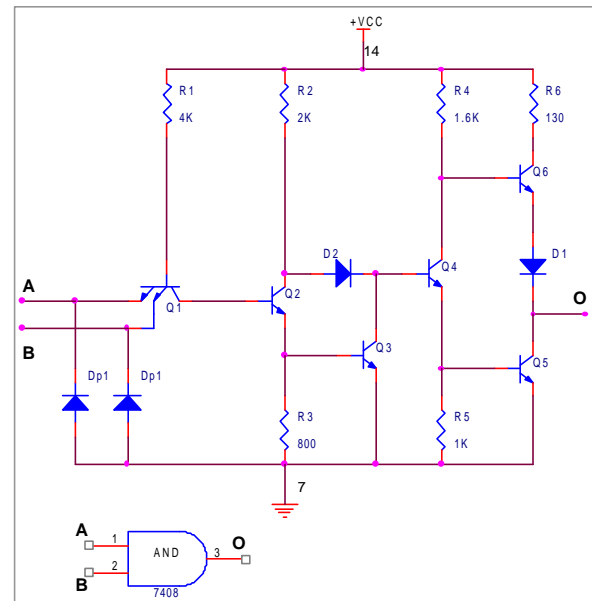 +VCC
14
R1
4K
R2
2K
R4
1.6K
R6
130
Q6
D2
D1
A
Q4
O
Q1
Q2
B
Q3
Q5
Dp1
Dp1
R3
800
R5
1K
7
A
1
AND
3
O
B
2
7408